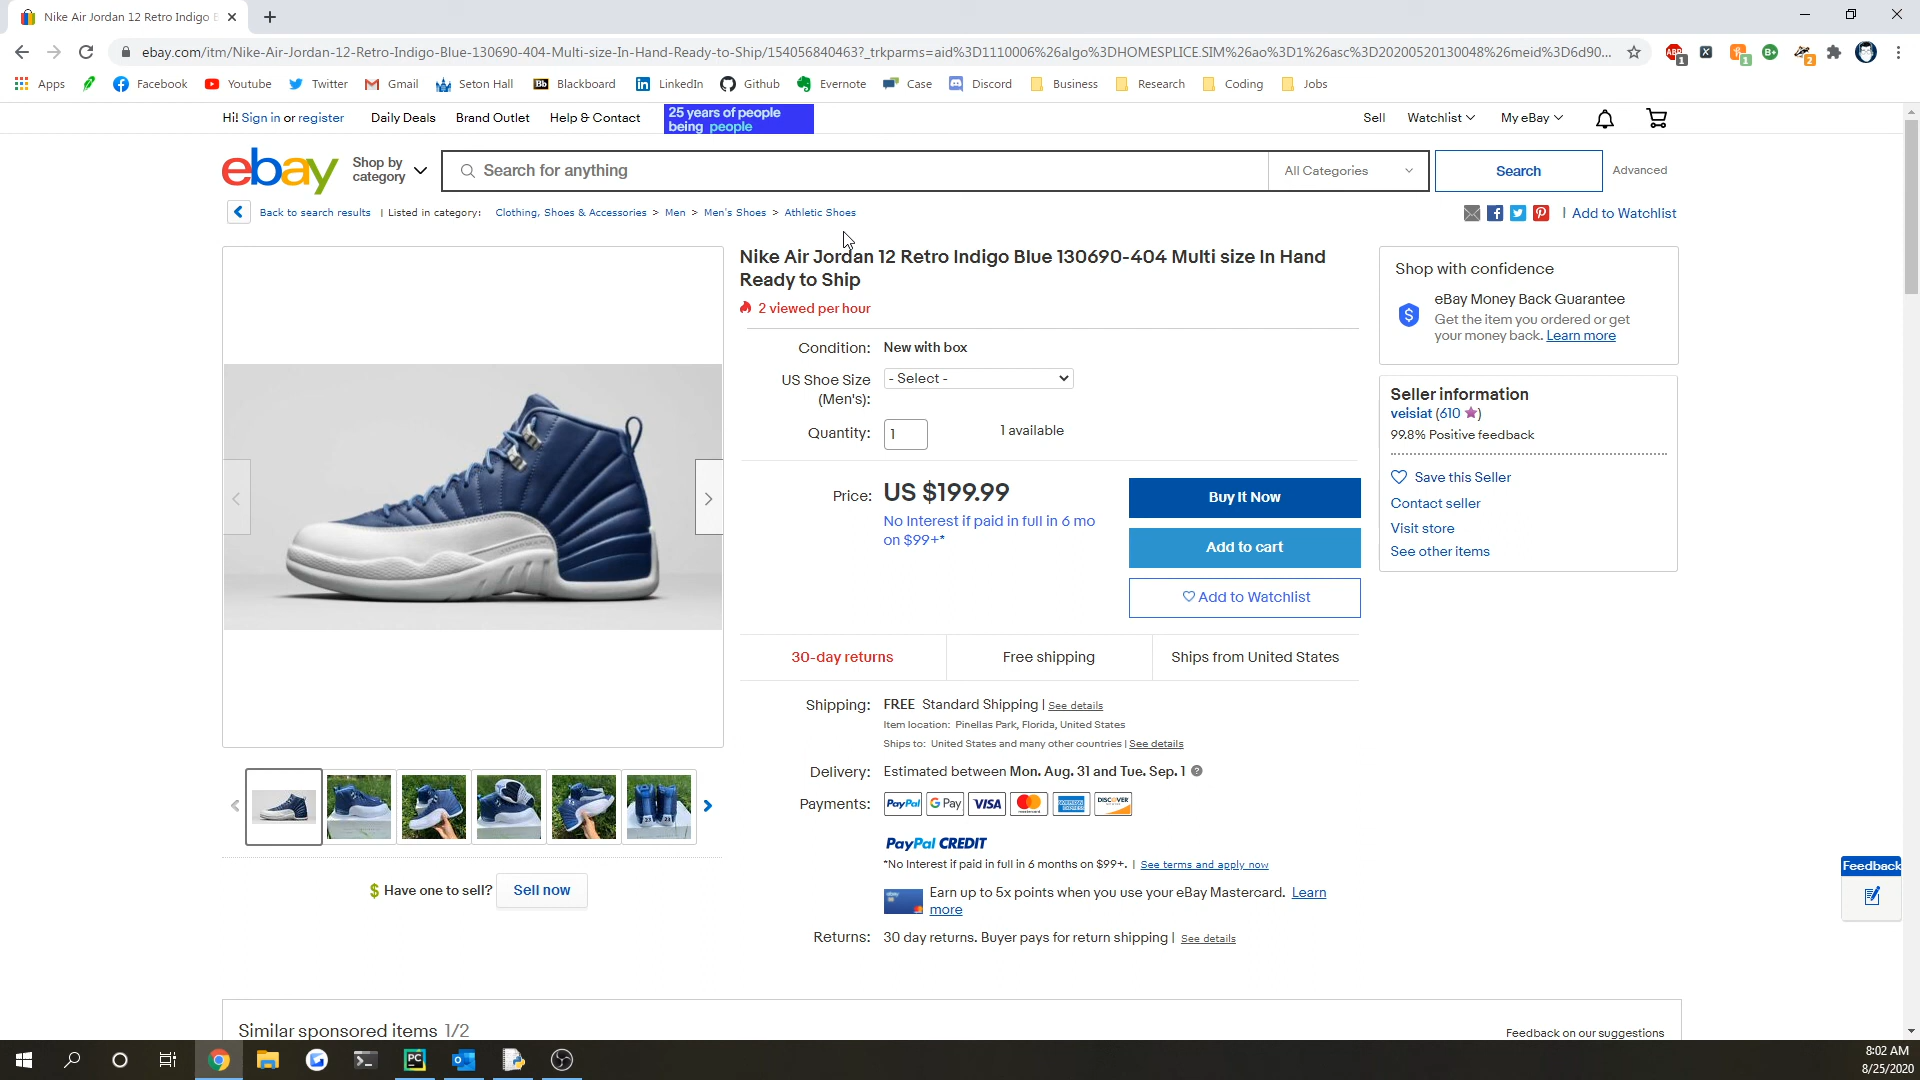 Nike Air Jordan 12 Retro Indigo
ebay.com/itm/Nike-Air-Jordan-12-Retro-Indigo-Blue-130690-404-Multi-size-In-Hand-Ready-to-Ship/154056840463?_trkparms=aid%3D1110006%26algo%3DHOMESPLICE.SIM%26ao%3D1%26asc%3D20200520130048%26meid%3D6d90...
Apps Facebook Youtube Twitter Gmail Seton Hall Bb Blackboard LinkedIn Github Evernote Case Discord Business Research Coding Jobs
Hi! Sign in or register Daily Deals Brand Outlet Help & Contact 25 years of people
being people
Sell Watchlist My eBay
ebay Shop by
category
Search for anything All Categories Search Advanced
Back to search results | Listed in category: Clothing, Shoes & Accessories > Men > Men's Shoes > Athletic Shoes
| Add to Watchlist
Nike Air Jordan 12 Retro Indigo Blue 130690-404 Multi size In Hand
Ready to Ship
2 viewed per hour
Condition: New with box
US Shoe Size
(Men's):
- Select -
Quantity: 1 1 available
Price: US $199.99
No Interest if paid in full in 6 mo
on $99+*
Buy It Now
Add to cart
Add to Watchlist
30-day returns Free shipping Ships from United States
Shipping: FREE Standard Shipping | See details
Item location: Pinellas Park, Florida, United States
Ships to: United States and many other countries | See details
Delivery: Estimated between Mon. Aug. 31 and Tue. Sep. 1
Payments: PayPal G Pay VISA DISCOVER
PayPal CREDIT
*No Interest if paid in full in 6 months on $99+. | See terms and apply now
Earn up to 5x points when you use your eBay Mastercard. Learn
more
Returns: 30 day returns. Buyer pays for return shipping | See details
Shop with confidence
eBay Money Back Guarantee
Get the item you ordered or get
your money back. Learn more
Seller information
veisiat (610)
99.8% Positive feedback
Save this Seller
Contact seller
Visit store
See other items
$ Have one to sell? Sell now
Feedback
Similar sponsored items 1/2
Feedback on our suggestions
8:02 AM
8/25/2020